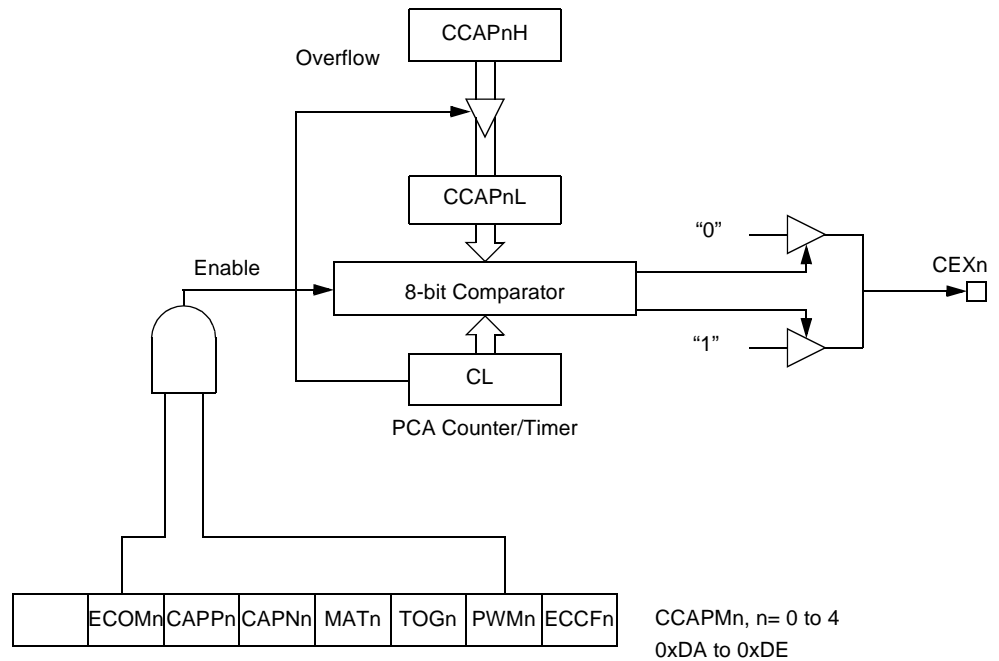 CCAPnH
Overflow
CCAPnL
“0”
Enable
CEXn
8-bit Comparator
“1”
CL
PCA Counter/Timer
ECOMn CAPPn CAPNn MATn TOGn PWMn ECCFn
CCAPMn, n= 0 to 4
0xDA to 0xDE